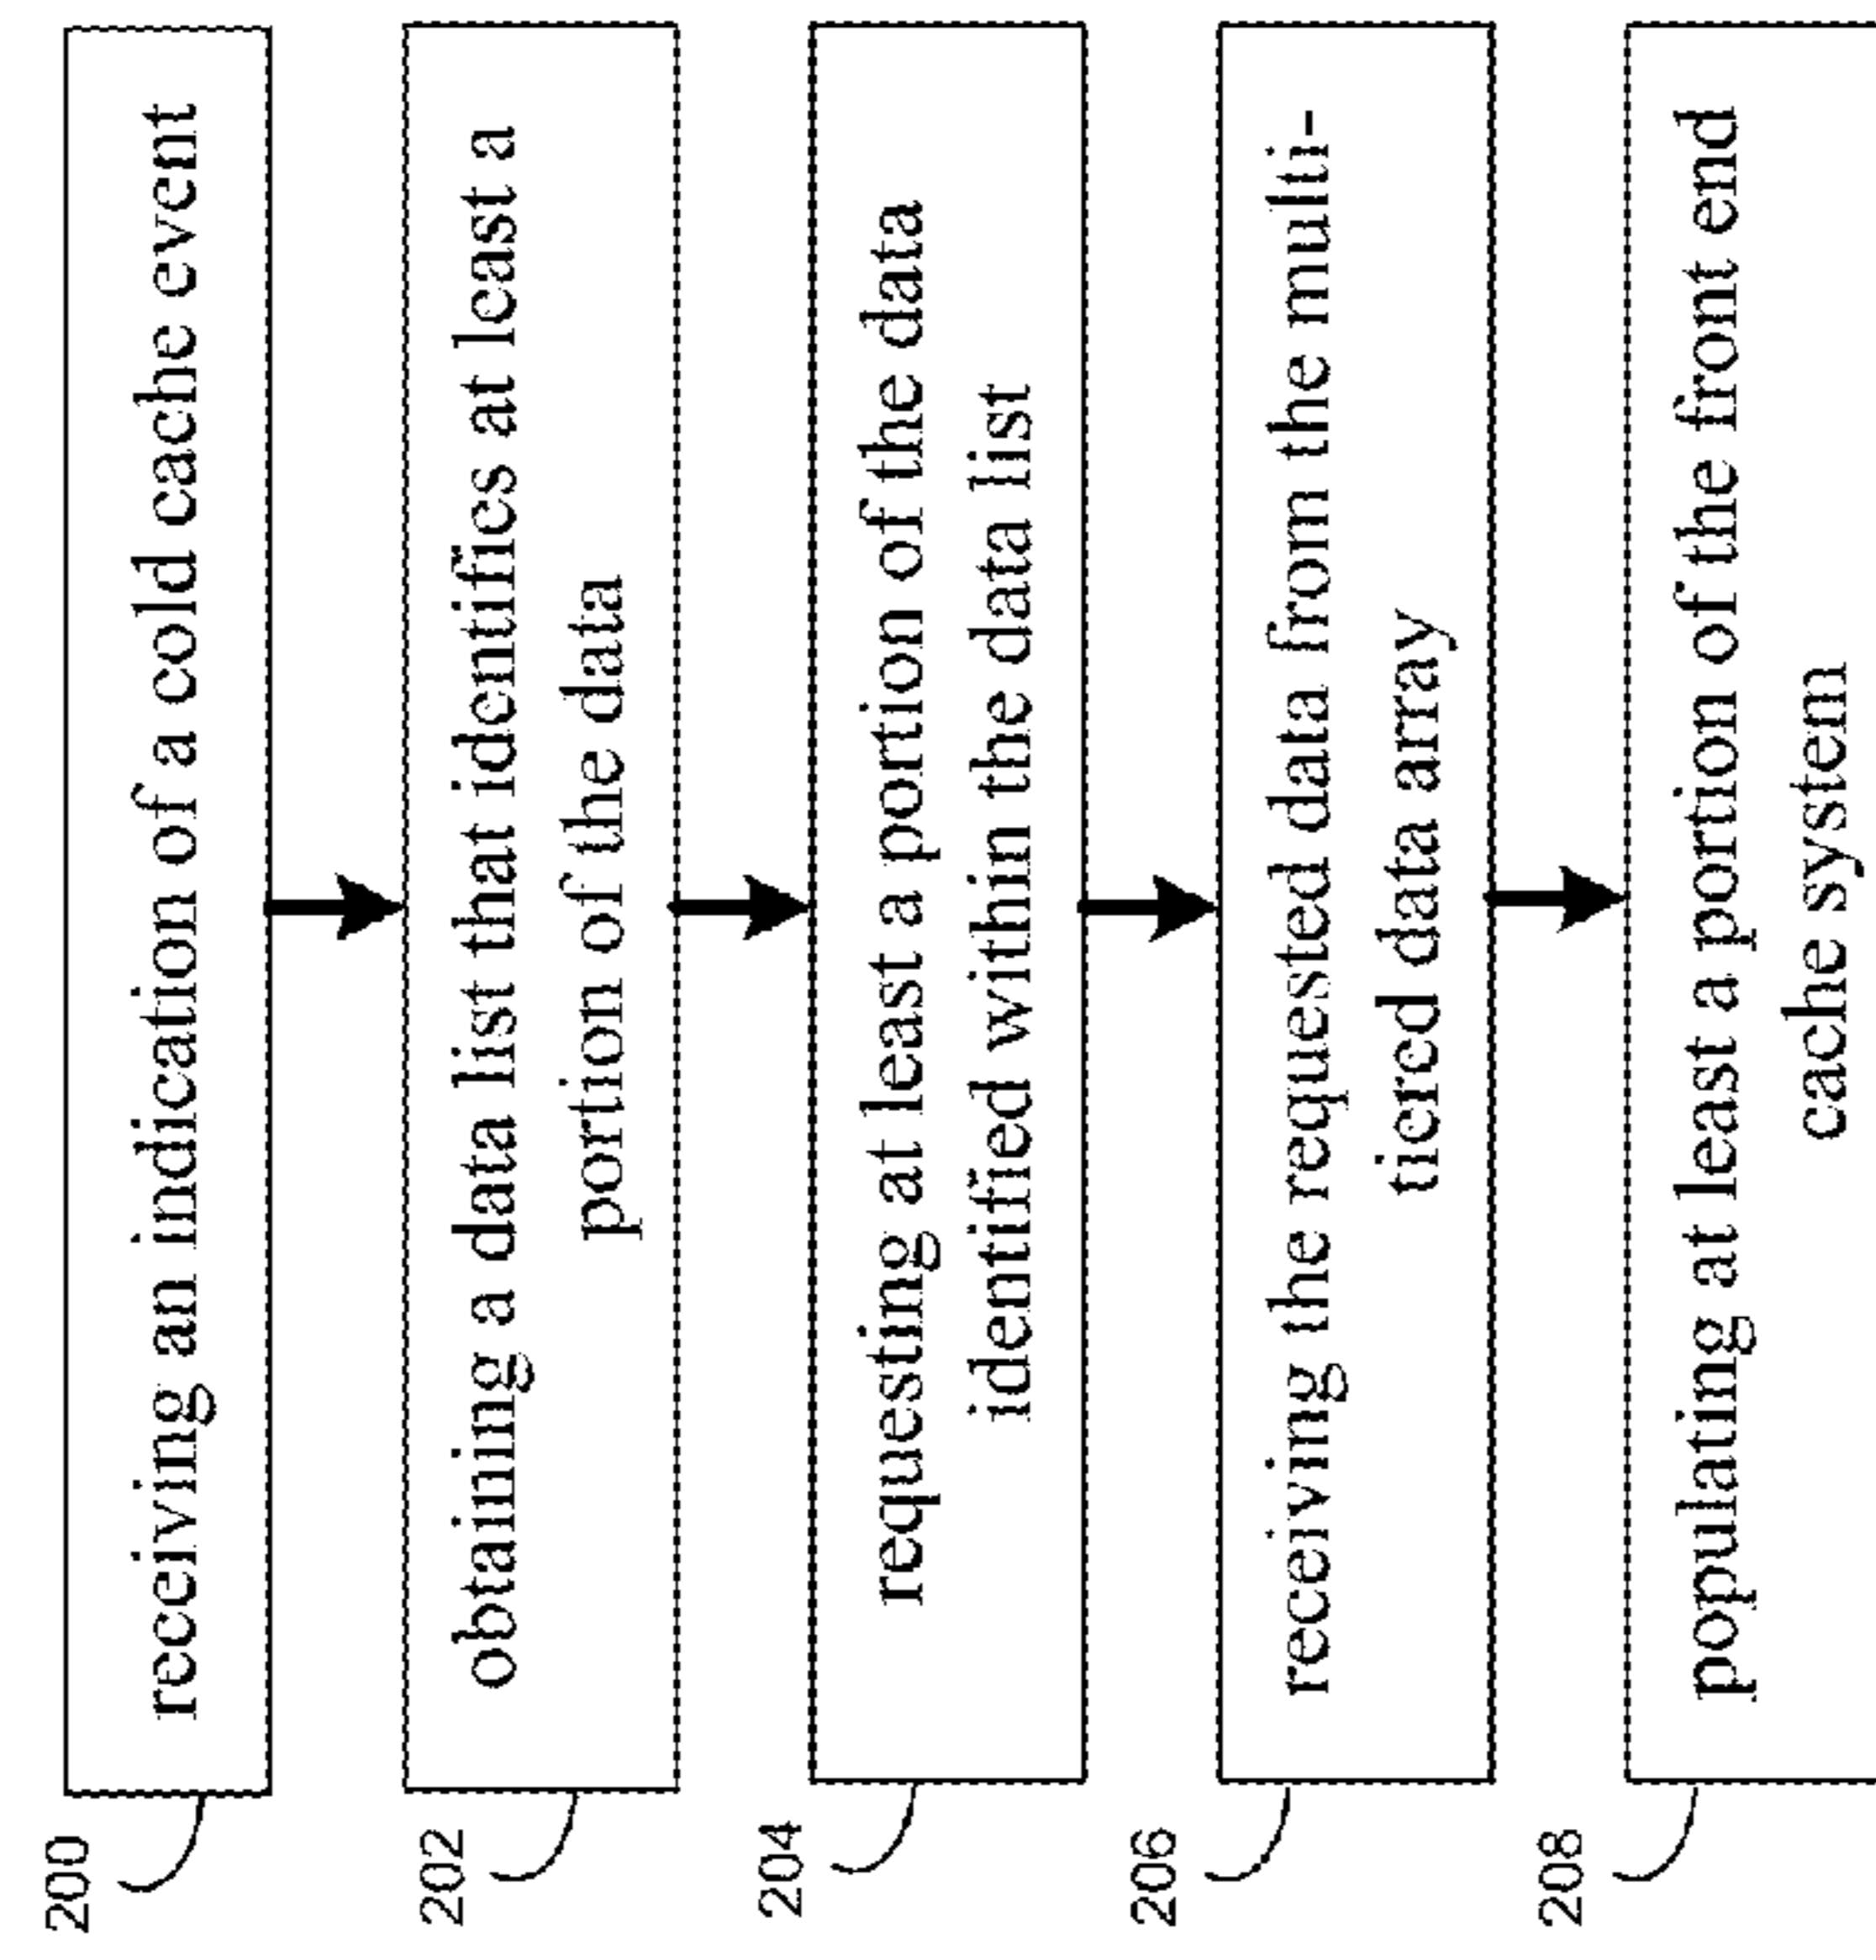 200
receiving an indication of a cold cache event
202
obtaining a data list that identifies at least a
portion of the data
204
requesting at least a portion of the data
identified within the data list
206
receiving the requested data from the multi-
tiered data array
208
populating at least a portion of the front end
cache system